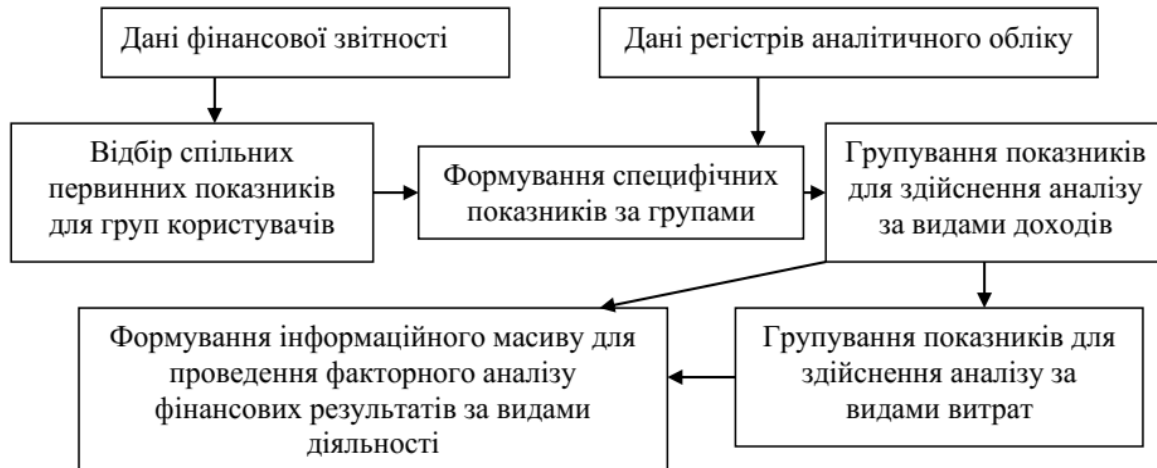 Дані фінансової звітності
Дані регістрів аналітичного обліку
Відбір спільних
первинних показників
для груп користувачів
Формування специфічних
показників за групами
Групування показників
для здійснення аналізу
за видами доходів
Формування інформаційного масиву для
проведення факторного аналізу
фінансових результатів за видами
діяльності
Групування показників для
здійснення аналізу за
видами витрат